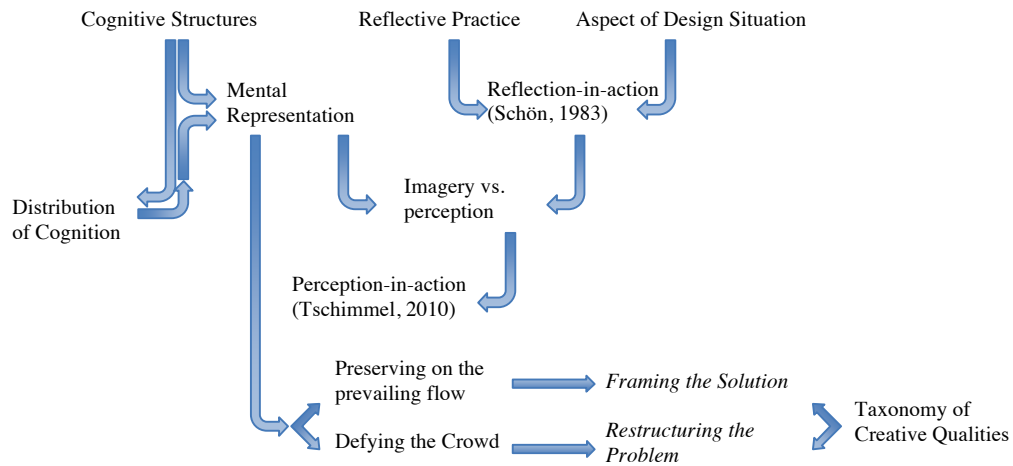 Cognitive Structures
Reflective Practice
Aspect of Design Situation
Mental
Representation
Reflection-in-action
(Schön, 1983)
Distribution
of Cognition
Imagery vs.
perception
Perception-in-action
(Tschimmel, 2010)
Preserving on the
prevailing flow
Framing the Solution
Defying the Crowd
Restructuring the
Problem
Taxonomy of
Creative Qualities